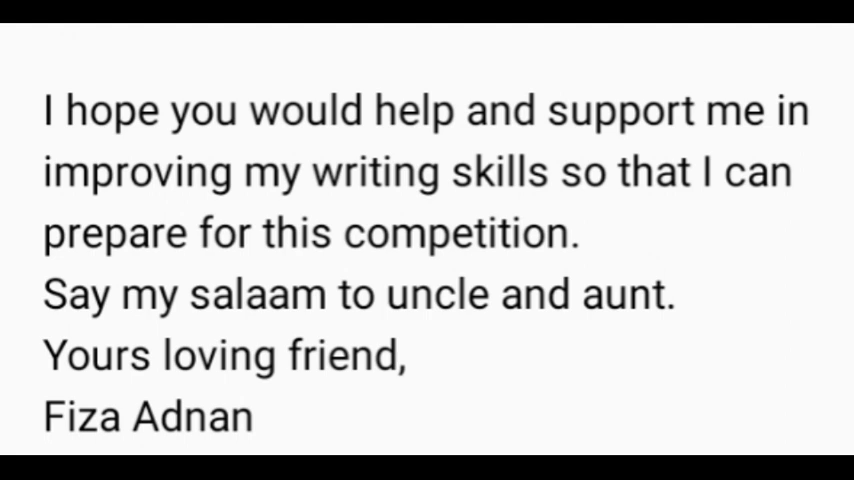 I hope you would help and support me in
improving my writing skills so that I can
prepare for this competition.
Say my salaam to uncle and aunt.
Yours loving friend,
Fiza Adnan